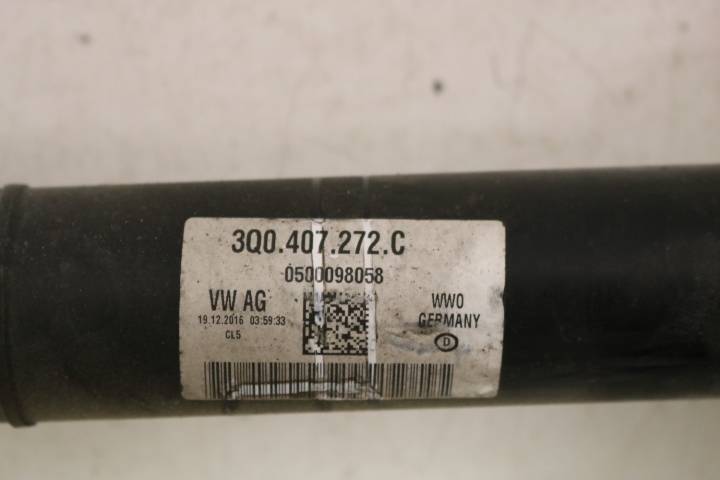 3Q0.407.272.C
0500098058
VW AG
WWO
19.12.2016 03:59:33
GERMANY
CL5
D